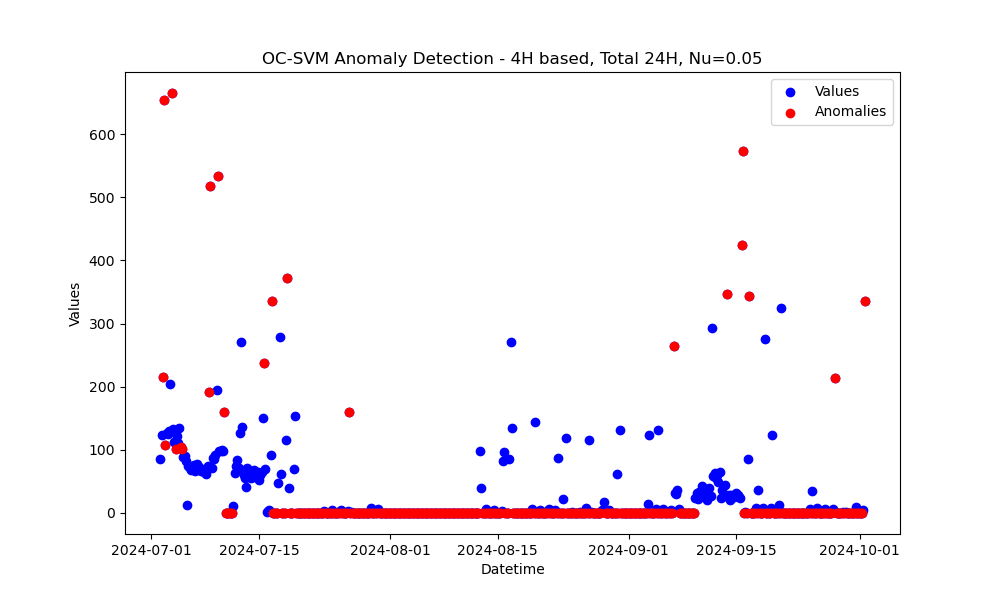 OC-SVM Anomaly Detection - 4H based, Total 24H, Nu=0.05
Values
Anomalies
600
500
400
300
200
100
0
Values
2024-07-01
2024-07-15
2024-08-01
2024-08-15
2024-09-01
2024-09-15
2024-10-01
Datetime